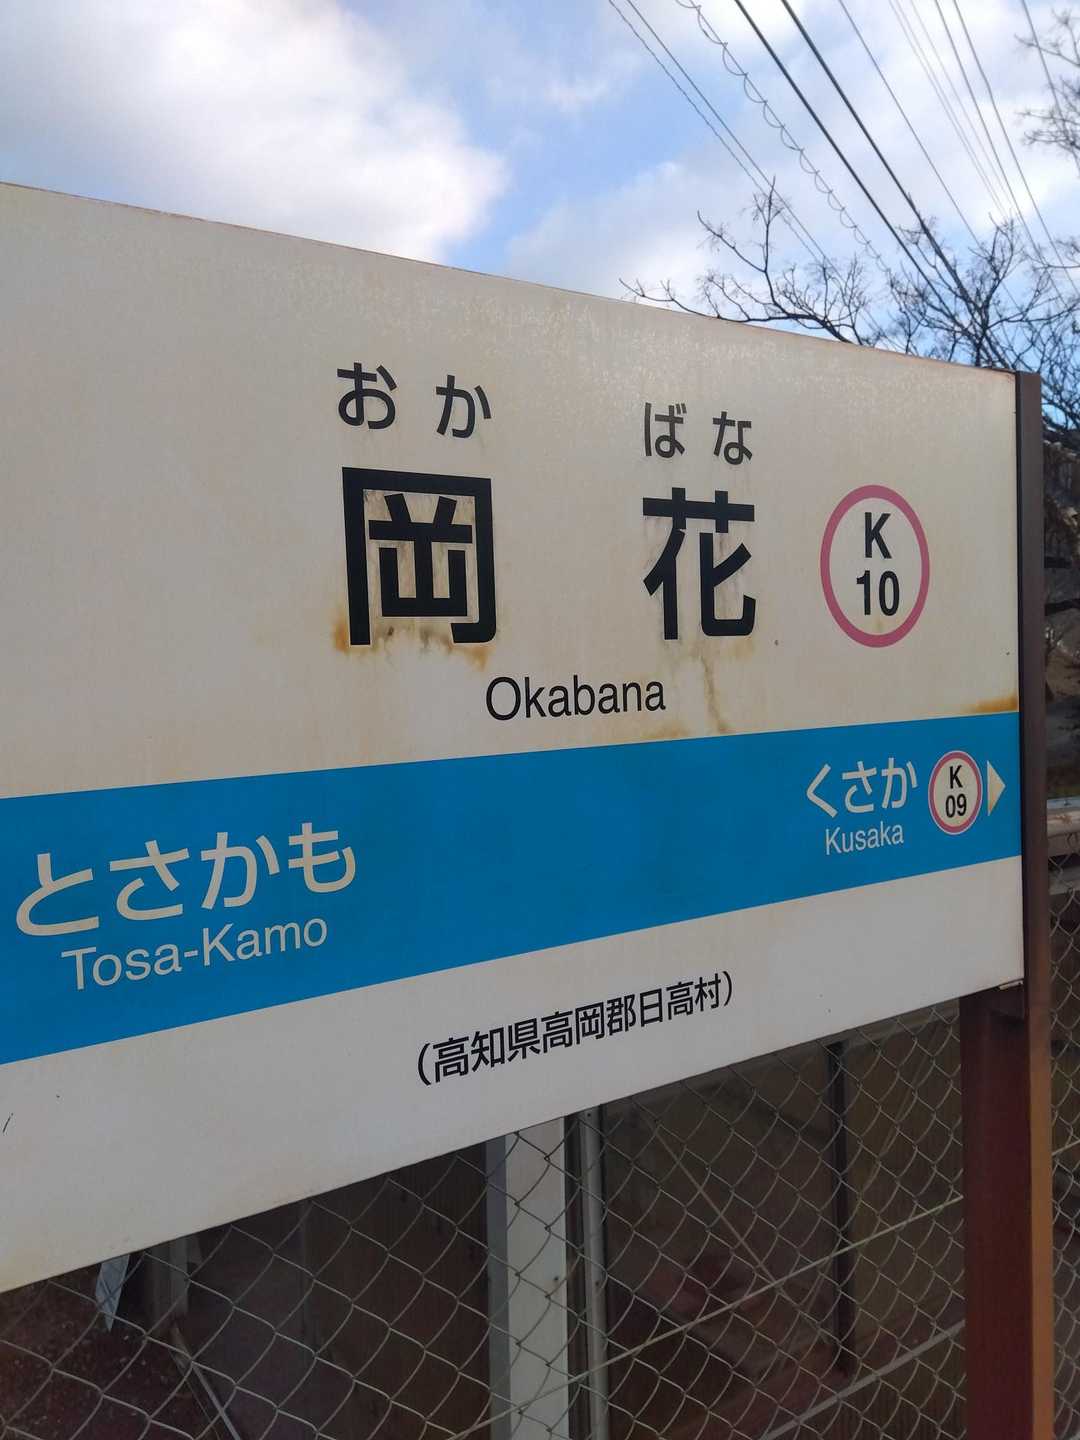 おか ばな
岡花
K
10
Okabana
とさかも
Tosa-Kamo
くさか
Kusaka
K
09
(高知県高岡郡日高村)